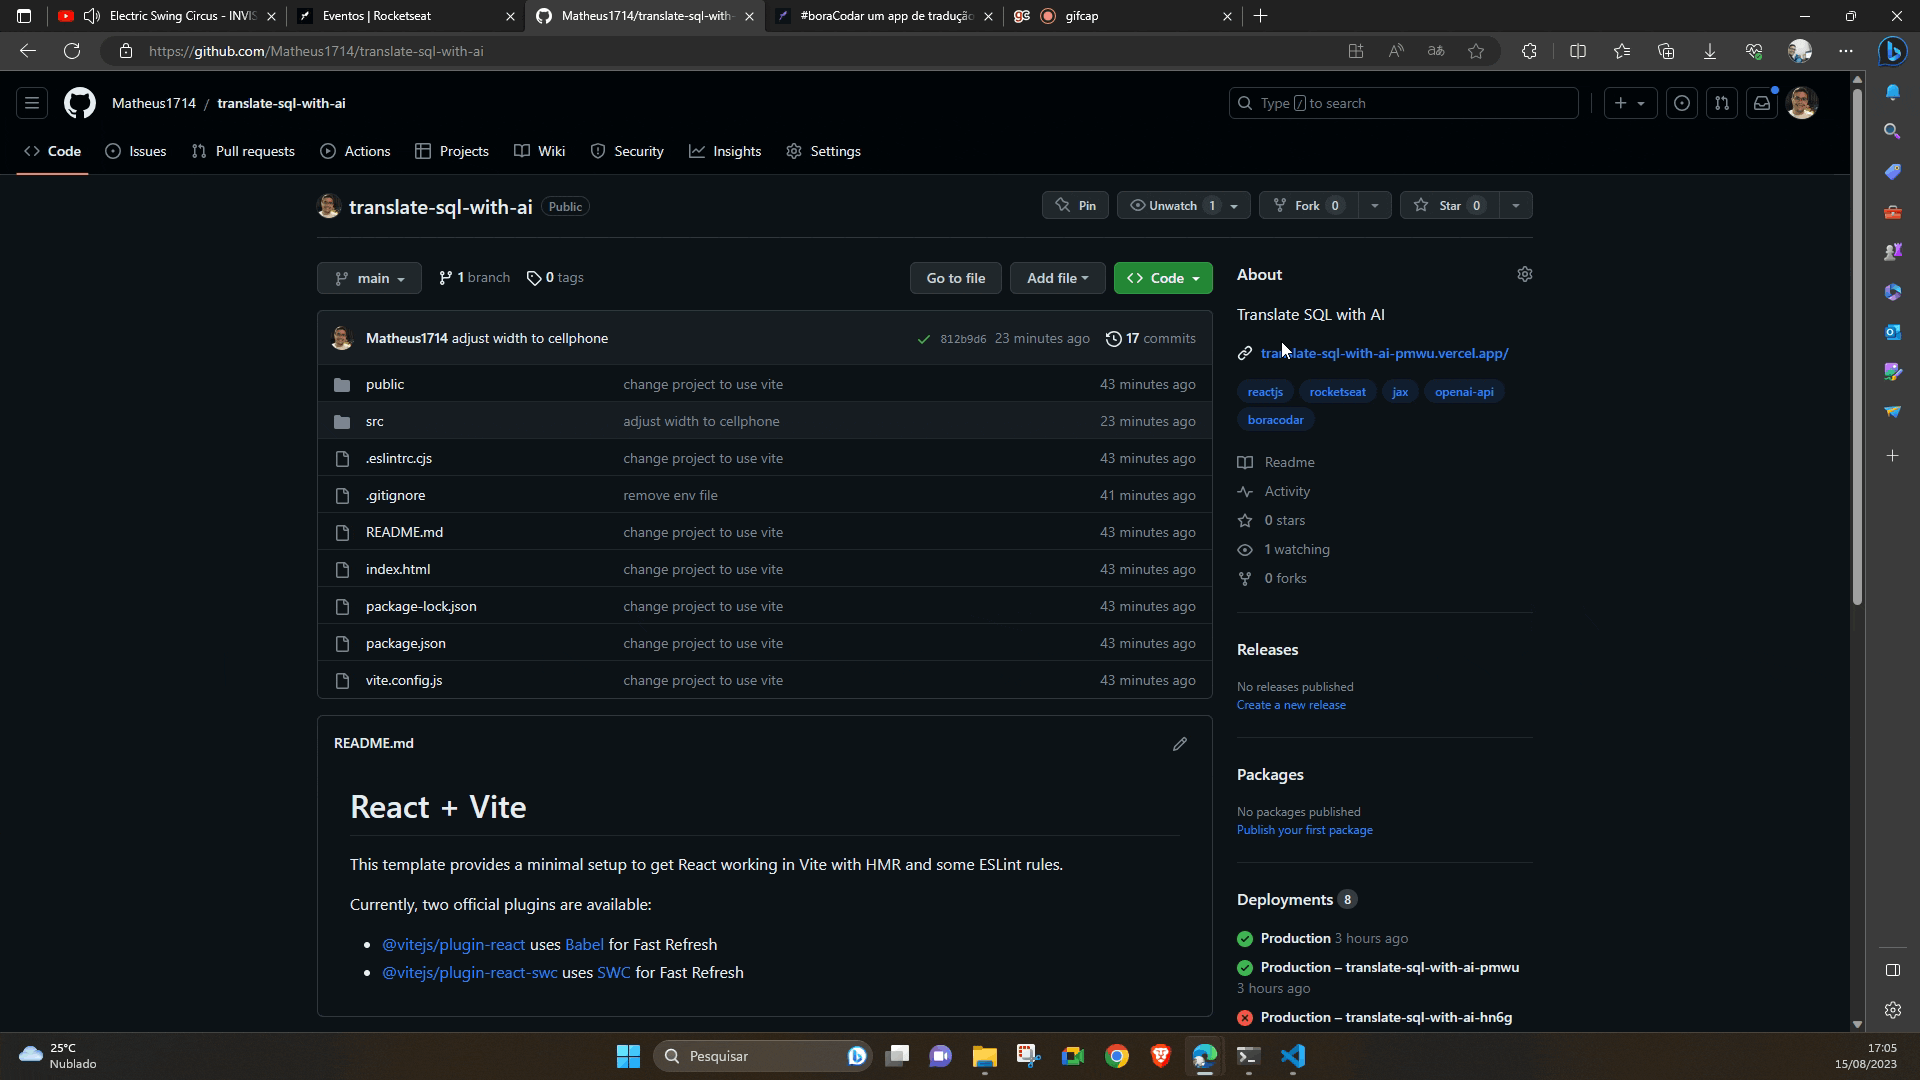 Electric Swing Circus - INVIS
Eventos | Rocketseat
Matheus1714/translate-sql-with-
#boraCodar um app de tradução
gc
gifcap
https://github.com/Matheus1714/translate-sql-with-ai
Matheus1714 / translate-sql-with-ai
Type / to search
Code
Issues
Pull requests
Actions
Projects
Wiki
Security
Insights
Settings
translate-sql-with-ai
Public
Pin
Unwatch 1
Fork 0
Star 0
main
1 branch
0 tags
Go to file
Add file
Code
Matheus1714 adjust width to cellphone
812b9d6 23 minutes ago
17 commits
public change project to use vite 43 minutes ago
src adjust width to cellphone 23 minutes ago
.eslintrc.cjs change project to use vite 43 minutes ago
.gitignore remove env file 41 minutes ago
README.md change project to use vite 43 minutes ago
index.html change project to use vite 43 minutes ago
package-lock.json change project to use vite 43 minutes ago
package.json change project to use vite 43 minutes ago
vite.config.js change project to use vite 43 minutes ago
README.md
React + Vite
This template provides a minimal setup to get React working in Vite with HMR and some ESLint rules.
Currently, two official plugins are available:
@vitejs/plugin-react uses Babel for Fast Refresh
@vitejs/plugin-react-swc uses SWC for Fast Refresh
About
Translate SQL with AI
translate-sql-with-ai-pmwu.vercel.app/
reactjs
rocketseat
jax
openai-api
boracodar
Readme
Activity
0 stars
1 watching
0 forks
Releases
No releases published
Create a new release
Packages
No packages published
Publish your first package
Deployments 8
Production 3 hours ago
Production – translate-sql-with-ai-pmwu
3 hours ago
Production – translate-sql-with-ai-hn6g
25°C
Nublado
Pesquisar
17:05
15/08/2023